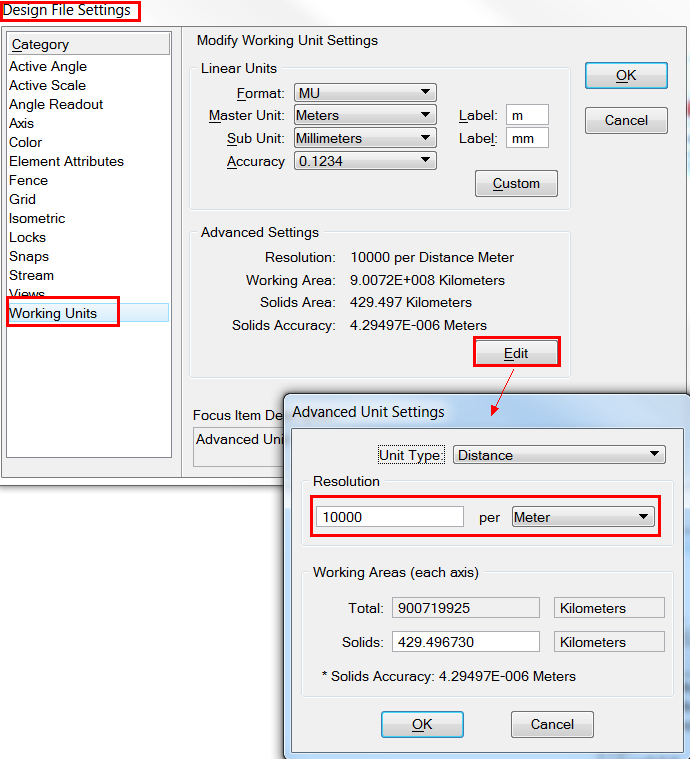 Design File Settings
Category
Active Angle
Active Scale
Angle Readout
Axis
Color
Element Attributes
Fence
Grid
Isometric
Locks
Snaps
Stream
Views
Working Units
Modify Working Unit Settings
Linear Units
Format: MU
Master Unit: Meters Label: m
Sub Unit: Millimeters Label: mm
Accuracy 0.1234
Custom
OK
Cancel
Advanced Settings
Resolution: 10000 per Distance Meter
Working Area: 9.0072E+008 Kilometers
Solids Area: 429.497 Kilometers
Solids Accuracy: 4.29497E-006 Meters
Edit
Focus Item De
Advanced Uni
Advanced Unit Settings
Unit Type: Distance
Resolution
10000 per Meter
Working Areas (each axis)
Total: 900719925 Kilometers
Solids: 429.496730 Kilometers
* Solids Accuracy: 4.29497E-006 Meters
OK Cancel